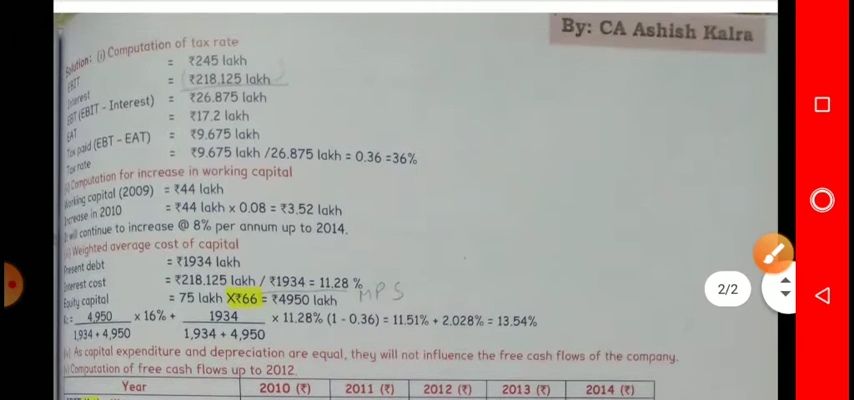 By: CA Ashish Kalra
Solution: (i) Computation of tax rate
EBIT = ₹245 lakh
Interest = ₹218.125 lakh
EBT (EBIT - Interest) = ₹26.875 lakh
EAT = ₹17.2 lakh
Tax paid (EBT - EAT) = ₹9.675 lakh
Tax rate = ₹9.675 lakh /26.875 lakh = 0.36 =36%
Computation for increase in working capital
Working capital (2009) = ₹44 lakh
Increase in 2010 = ₹44 lakh x 0.08 = ₹3.52 lakh
It will continue to increase @ 8% per annum up to 2014.
Weighted average cost of capital
Present debt = ₹1934 lakh
Interest cost = ₹218.125 lakh / ₹1934 = 11.28 %
Equity capital = 75 lakh X₹66 = ₹4950 lakh MPS
4,950 / 1,934 + 4,950 x 16% + 1934 / 1,934 + 4,950 x 11.28% (1 - 0.36) = 11.51% + 2.028% = 13.54%
As capital expenditure and depreciation are equal, they will not influence the free cash flows of the company.
Computation of free cash flows up to 2012.
Year 2010 (₹) 2011 (₹) 2012 (₹) 2013 (₹) 2014 (₹)
2/2